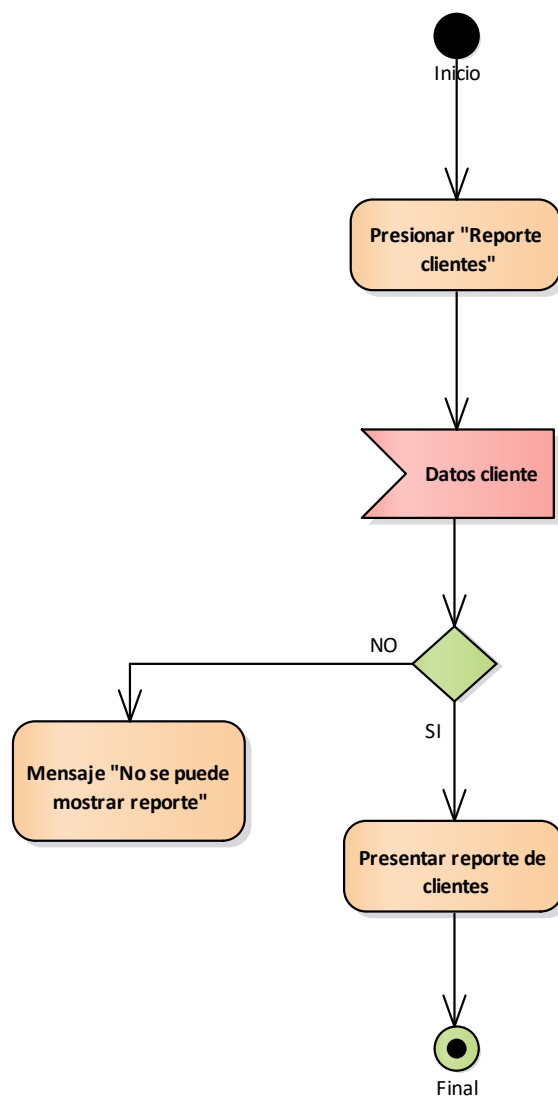 Inicio
Presionar "Reporte
clientes"
Datos cliente
NO
SI
Mensaje "No se puede
mostrar reporte"
Presentar reporte de
clientes
Final